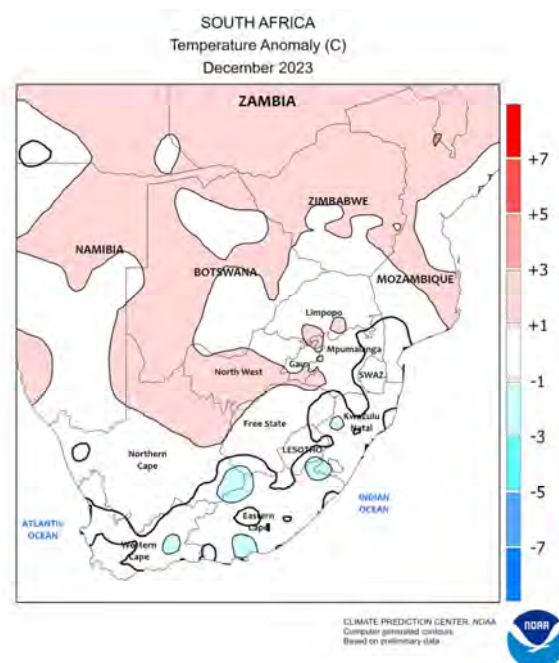 SOUTH AFRICA
Temperature Anomaly (C)
December 2023
ZAMBIA
ZIMBABWE
NAMIBIA
BOTSWANA
MOZAMBIQUE
Limpopo
Mpumalanga
Gaut
North West
SWAZ.
Free State
KwaZulu
Natal
LESOTHO
Northern
Cape
INDIAN
OCEAN
Eastern
Cape
ATLANTIC
OCEAN
Western
Cape
+7
+5
+3
+1
-1
-3
-5
-7
CLIMATE PREDICTION CENTER, NOAA
Computer generated contours
Based on preliminary data
NOAA